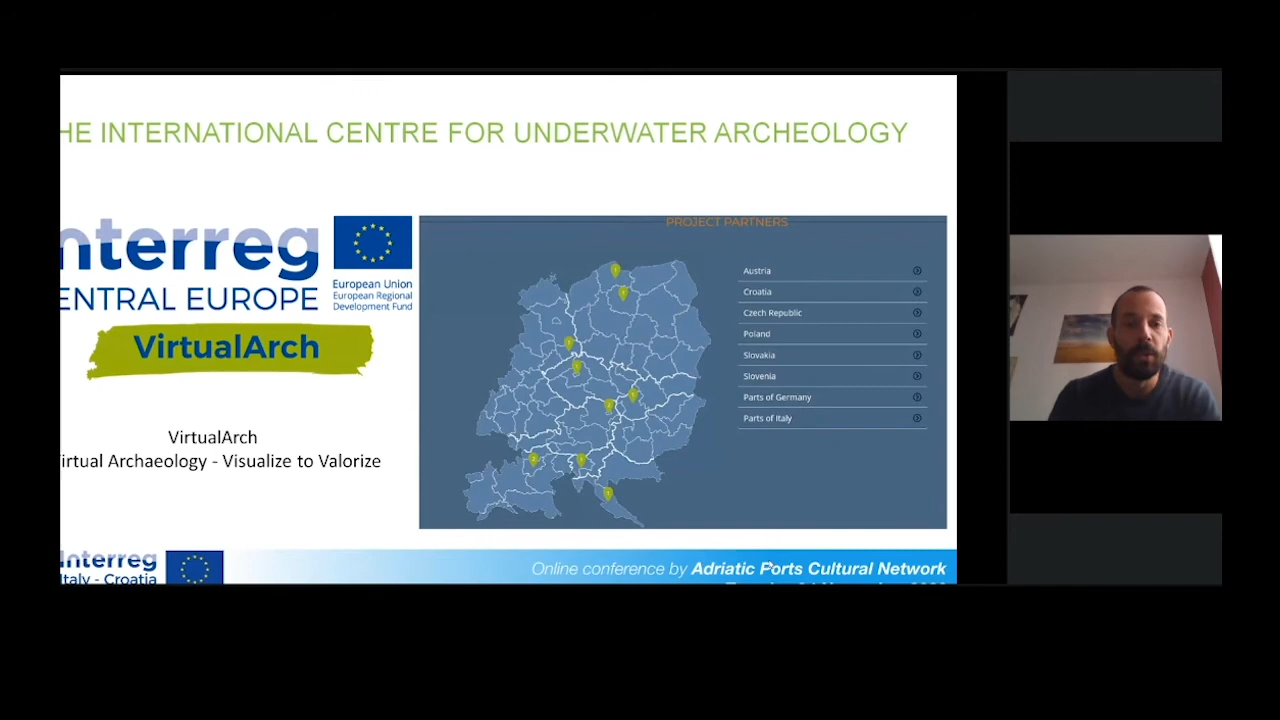 HE INTERNATIONAL CENTRE FOR UNDERWATER ARCHEOLOGY
nterreg
ENTRAL EUROPE
European Union
European Regional
Development Fund
VirtualArch
VirtualArch
irtual Archaeology - Visualize to Valorize
PROJECT PARTNERS
Austria
Croatia
Czech Republic
Poland
Slovakia
Slovenia
Parts of Germany
Parts of Italy
Interreg
Italy - Croatia
Online conference by Adriatic Ports Cultural Network